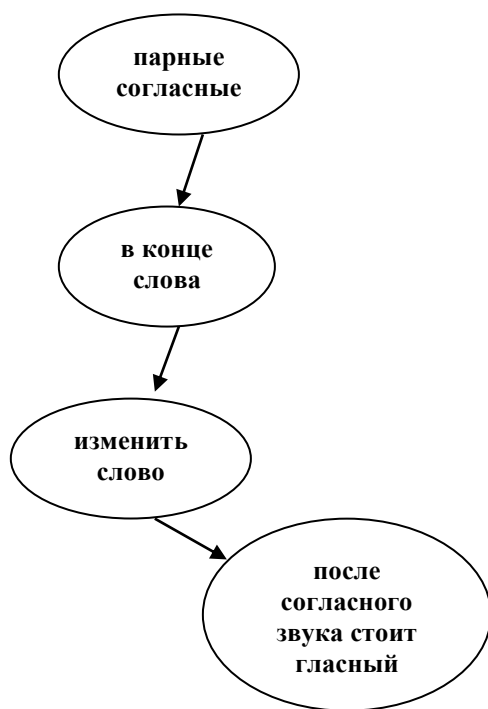 парные
согласные
в конце
слова
изменить
слово
после
согласного
звука стоит
гласный